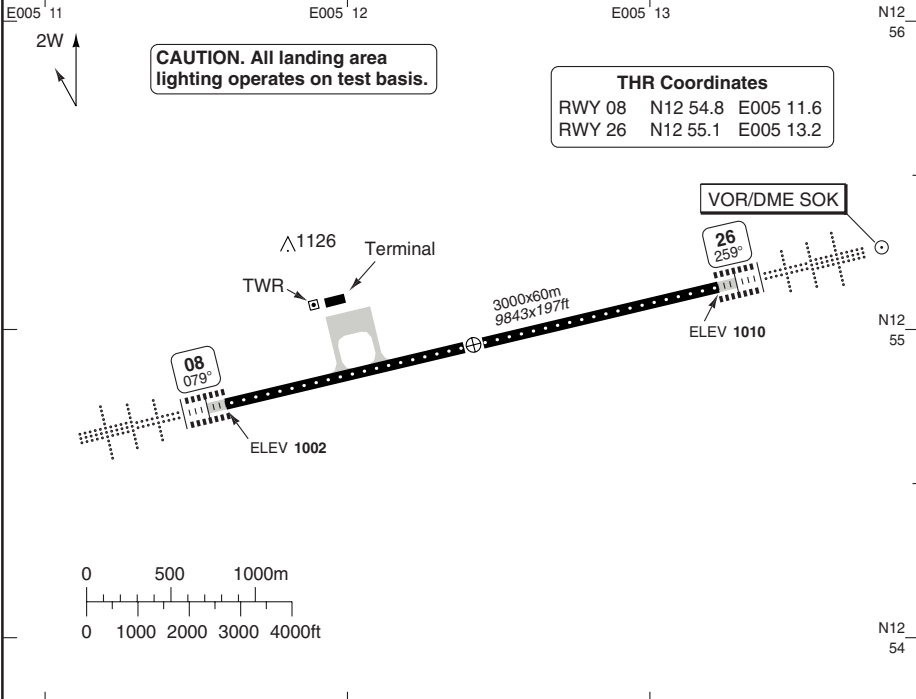 E005 11
E005 12
E005 13
N12
56
2W
CAUTION. All landing area
lighting operates on test basis.
THR Coordinates
RWY 08 N12 54.8 E005 11.6
RWY 26 N12 55.1 E005 13.2
VOR/DME SOK
1126
Terminal
TWR
26
259°
3000x60m
9843x197ft
ELEV 1010
N12
55
08
079°
ELEV 1002
0 500 1000m
0 1000 2000 3000 4000ft
N12
54